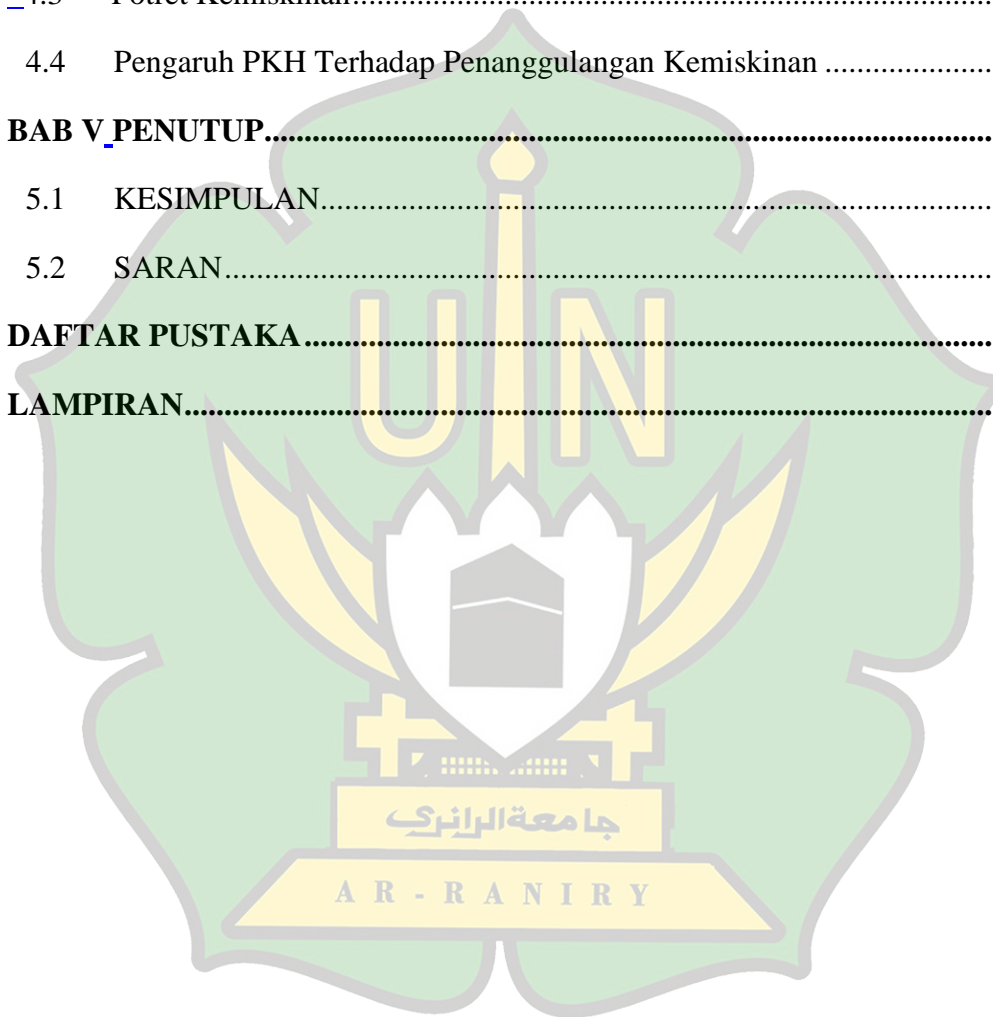 4.3 Potret Kemiskinan................................................................................
4.4 Pengaruh PKH Terhadap Penanggulangan Kemiskinan .....................
BAB V PENUTUP...........................................................................................
5.1 KESIMPULAN.....................................................................................
5.2 SARAN.................................................................................................
DAFTAR PUSTAKA......................................................................................
LAMPIRAN.....................................................................................................
UIN
جامعةالرانري
AR-RANIRY